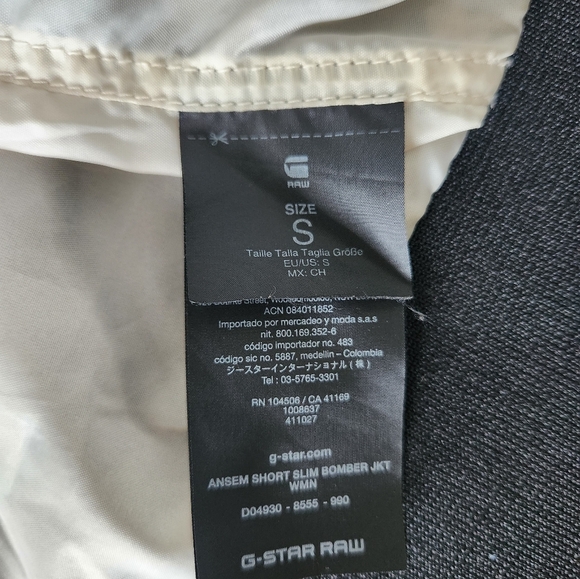 RAW
SIZE
S
Taille Talla Taglia Größe
EU/US: S
MX: CH
ACN 084011852
Importado por mercadeo y moda s.a.s
nit. 800.169.352-6
código importador no. 483
código sic no. 5887, medellin - Colombia
ジースターインターナショナル(株)
Tel : 03-5765-3301
RN 104506 / CA 41169
1008637
411027
g-star.com
ANSEM SHORT SLIM BOMBER JKT
WMN
D04930 - 8555 - 990
G-STAR RAW